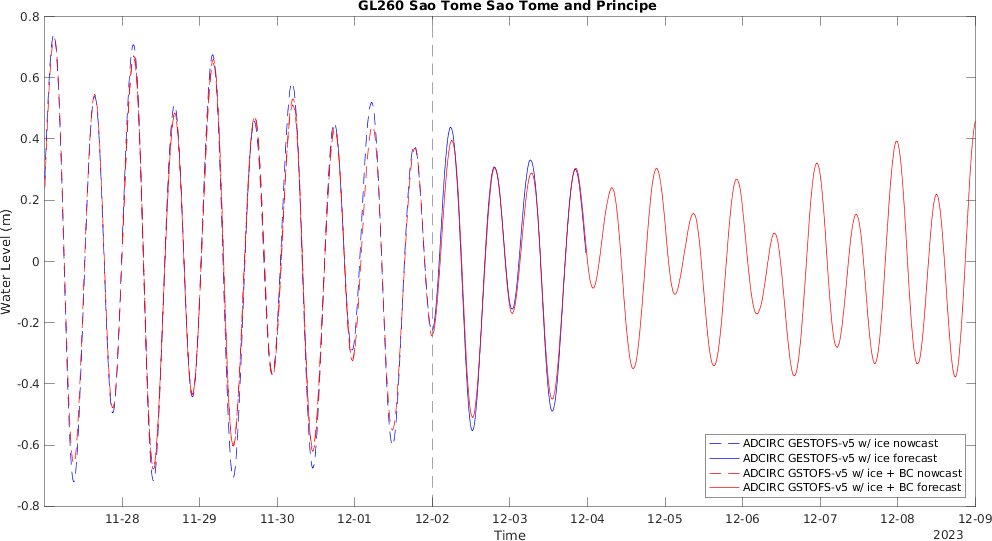 GL260 Sao Tome Sao Tome and Principe
Water Level (m)
0.8
0.6
0.4
0.2
0
-0.2
-0.4
-0.6
-0.8
ADCIRC GESTOFS-v5 w/ ice nowcast
ADCIRC GESTOFS-v5 w/ ice forecast
ADCIRC GSTOFS-v5 w/ ice + BC nowcast
ADCIRC GSTOFS-v5 w/ ice + BC forecast
11-28 11-29 11-30 12-01 12-02 12-03 12-04 12-05 12-06 12-07 12-08 12-09
Time
2023